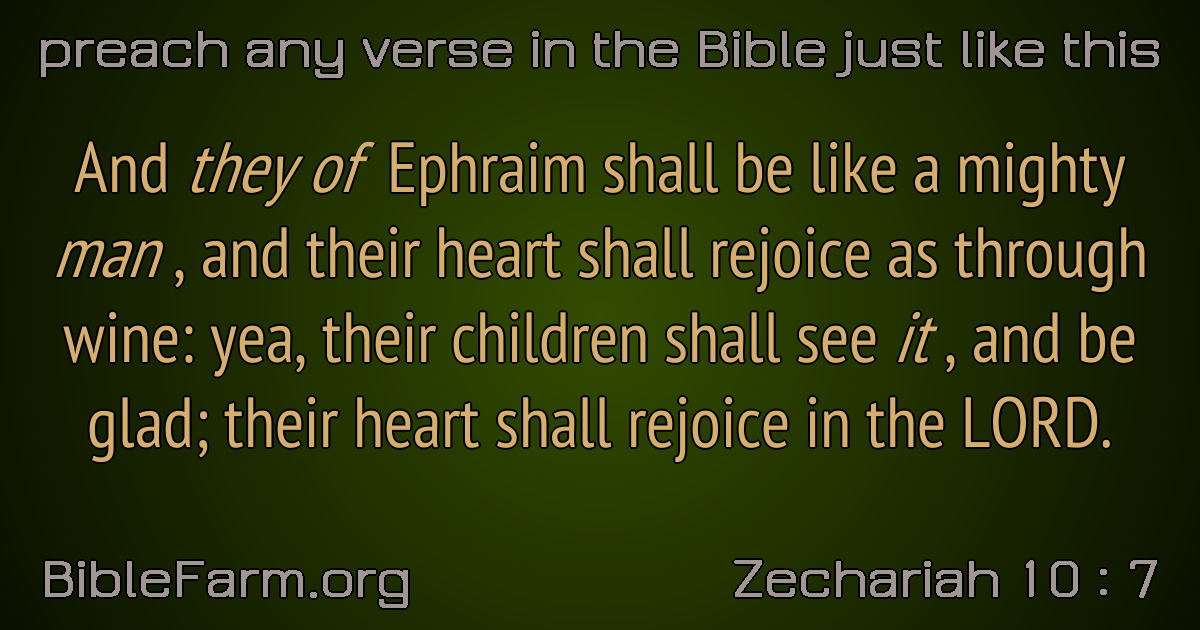 preach any verse in the Bible just like this
And they of Ephraim shall be like a mighty
man , and their heart shall rejoice as through
wine: yea, their children shall see it , and be
glad; their heart shall rejoice in the LORD.
BibleFarm.org
Zechariah 10 : 7